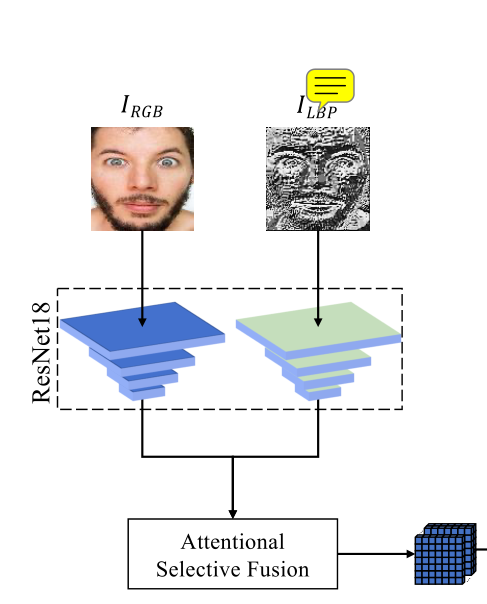 I_RGB
I_LBP
ResNet18
Attentional
Selective Fusion